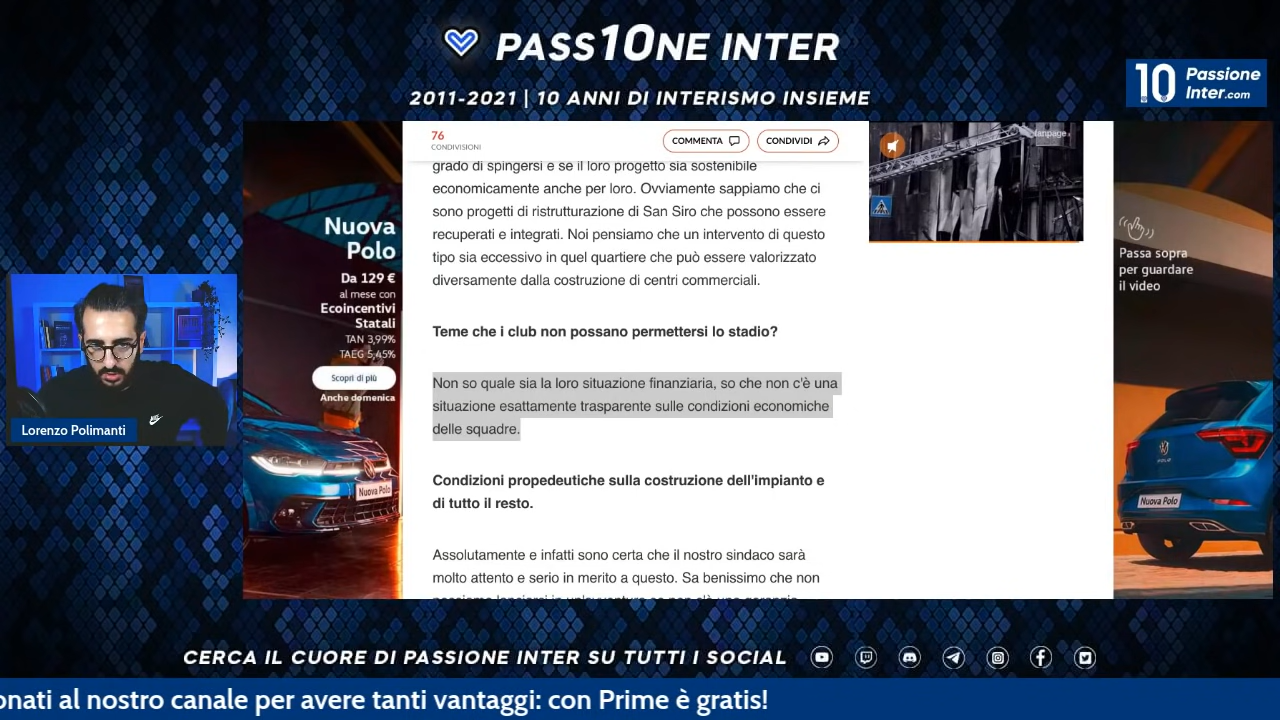 PASS10NE INTER
2011-2021 | 10 ANNI DI INTERISMO INSIEME
10 Passione
Inter.com
76
CONDIVISIONI
COMMENTA
CONDIVIDI
fanpage
grado di spingersi e se il loro progetto sia sostenibile
economicamente anche per loro. Ovviamente sappiamo che ci
sono progetti di ristrutturazione di San Siro che possono essere
recuperati e integrati. Noi pensiamo che un intervento di questo
tipo sia eccessivo in quel quartiere che può essere valorizzato
diversamente dalla costruzione di centri commerciali.
Teme che i club non possano permettersi lo stadio?
Non so quale sia la loro situazione finanziaria, so che non c'è una
situazione esattamente trasparente sulle condizioni economiche
delle squadre.
Condizioni propedeutiche sulla costruzione dell'impianto e
di tutto il resto.
Assolutamente e infatti sono certa che il nostro sindaco sarà
molto attento e serio in merito a questo. Sa benissimo che non
Nuova
Polo
Da 129 €
al mese con
Ecoincentivi
Statali
TAN 3,99%
TAEG 5,45%
Scopri di più
Anche domenica
Nuova Polo
Passa sopra
per guardare
il video
Nuova Polo
Lorenzo Polimanti
CERCA IL CUORE DI PASSIONE INTER SU TUTTI I SOCIAL
onati al nostro canale per avere tanti vantaggi: con Prime è gratis!